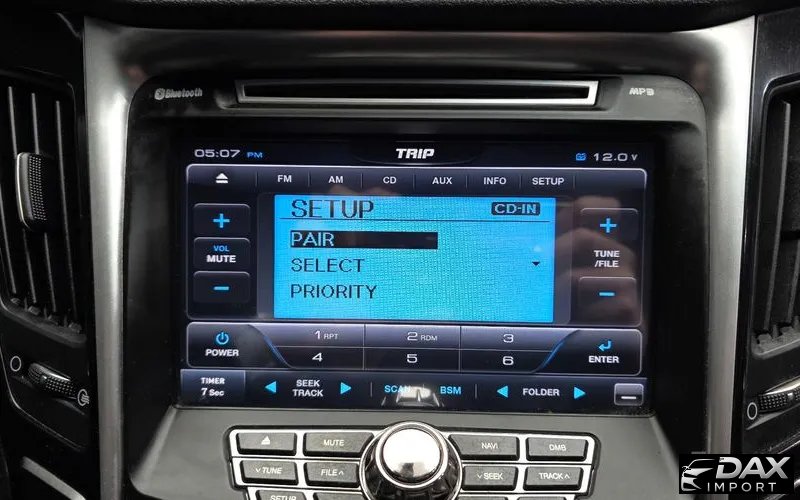 Bluetooth
MP3
05:07 PM
TRIP
12.0 V
FM AM CD AUX INFO SETUP
SETUP CD-IN
PAIR
SELECT
PRIORITY
+
VOL
MUTE
−
+
TUNE
/FILE
−
POWER
1 RPT 2 RDM 3
4 5 6
ENTER
TIMER
7 Sec
SEEK
TRACK
SCAN BSM
FOLDER
MUTE NAVI DMB
∨ TUNE FILE ∧ ∨ SEEK TRACK ∧
SETUP
DAX
IMPORT